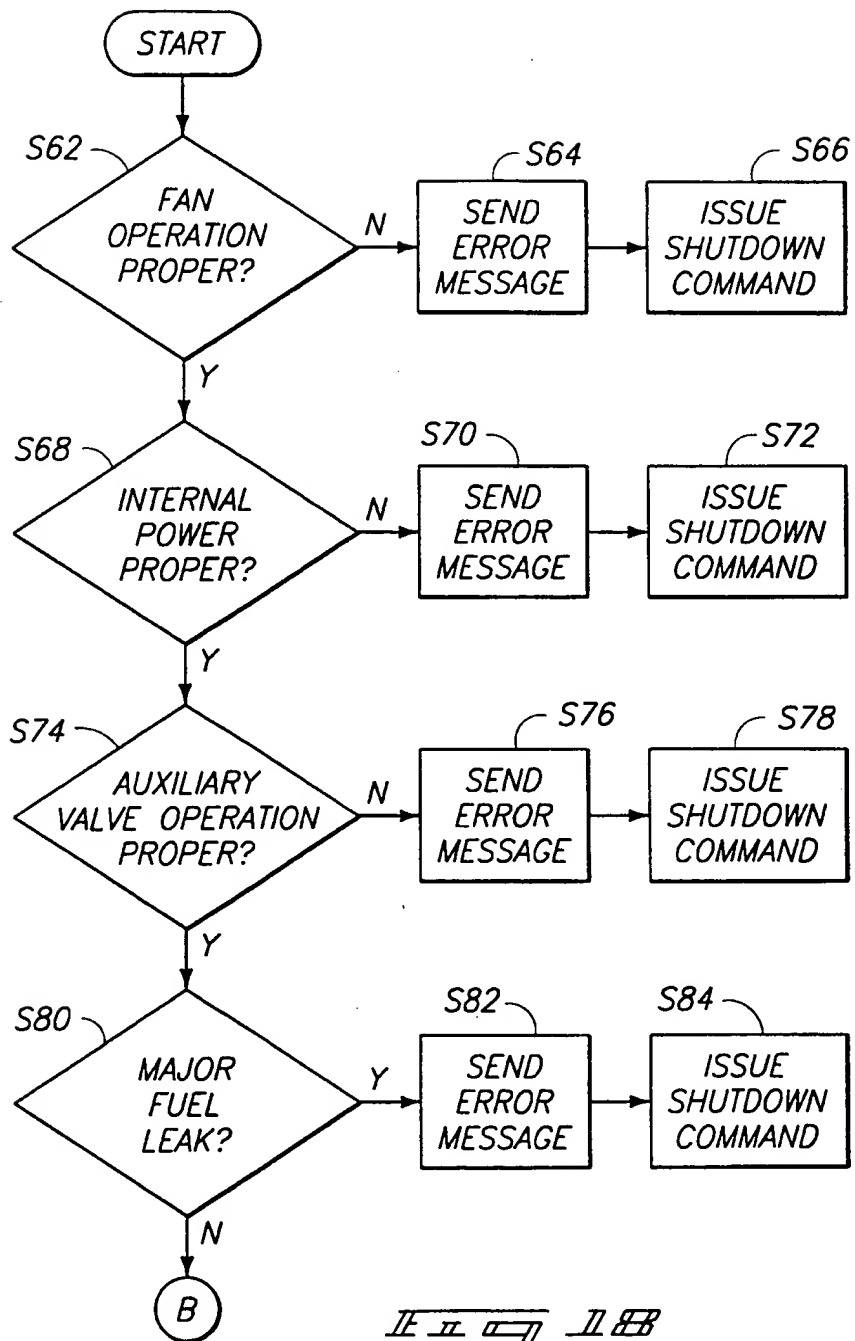 START
S62
FAN
OPERATION
PROPER?
N
S64
SEND
ERROR
MESSAGE
S66
ISSUE
SHUTDOWN
COMMAND
Y
S68
INTERNAL
POWER
PROPER?
N
S70
SEND
ERROR
MESSAGE
S72
ISSUE
SHUTDOWN
COMMAND
Y
S74
AUXILIARY
VALVE OPERATION
PROPER?
N
S76
SEND
ERROR
MESSAGE
S78
ISSUE
SHUTDOWN
COMMAND
Y
S80
MAJOR
FUEL
LEAK?
Y
S82
SEND
ERROR
MESSAGE
S84
ISSUE
SHUTDOWN
COMMAND
N
B
Fig 18